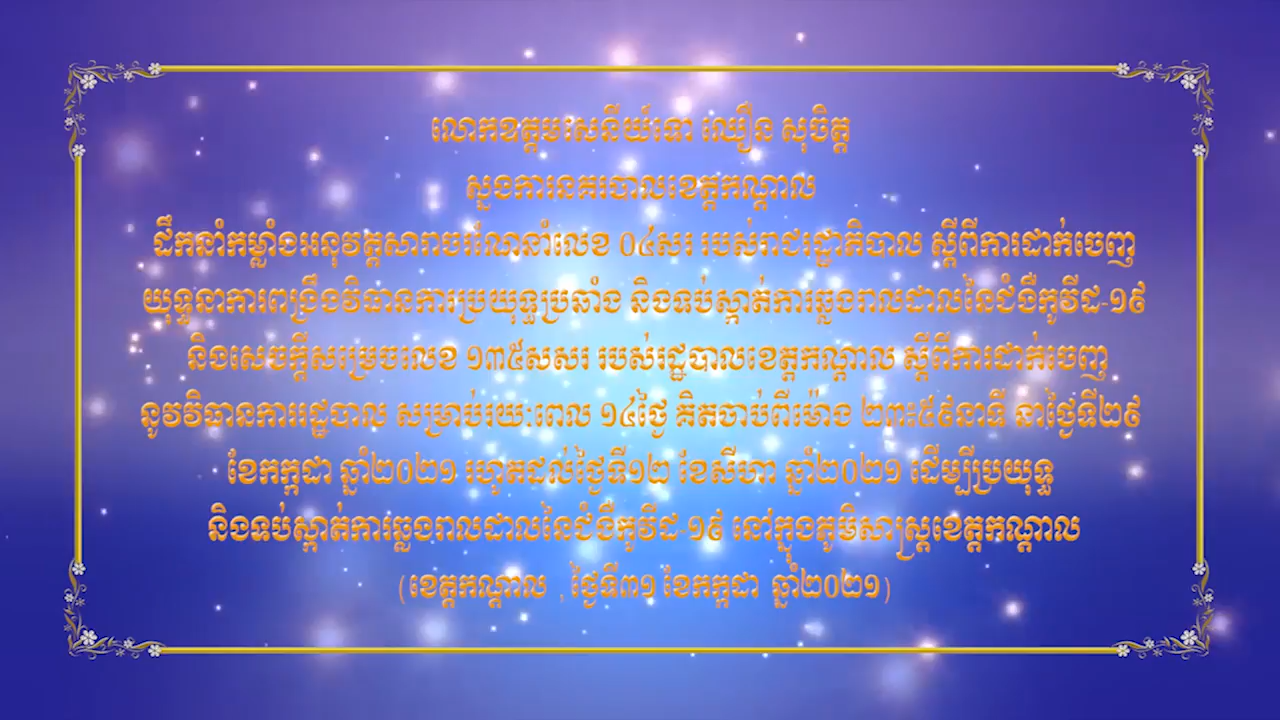 លោកឧត្តមសេនីយ៍ទោ ឈឿន សុចិត្ត
ស្នងការនគរបាលខេត្តកណ្តាល
ដឹកនាំកម្លាំងអនុវត្តសារាចរណែនាំលេខ ០៤សរ របស់រាជរដ្ឋាភិបាល ស្តីពីការដាក់ចេញ
យុទ្ធនាការពង្រឹងវិធានការប្រយុទ្ធប្រឆាំង និងទប់ស្កាត់ការឆ្លងរាលដាលនៃជំងឺកូវីដ-១៩
និងសេចក្តីសម្រេចលេខ ១៣៥សសរ របស់រដ្ឋបាលខេត្តកណ្តាល ស្តីពីការដាក់ចេញ
នូវវិធានការរដ្ឋបាល សម្រាប់រយៈពេល ១៤ថ្ងៃ គិតចាប់ពីម៉ោង ២៣:៥៩នាទី នាថ្ងៃទី២៩
ខែកក្កដា ឆ្នាំ២០២១ រហូតដល់ថ្ងៃទី១២ ខែសីហា ឆ្នាំ២០២១ ដើម្បីប្រយុទ្ធ
និងទប់ស្កាត់ការឆ្លងរាលដាលនៃជំងឺកូវីដ-១៩ នៅក្នុងភូមិសាស្ត្រខេត្តកណ្តាល
(ខេត្តកណ្តាល , ថ្ងៃទី៣១ ខែកក្កដា ឆ្នាំ២០២១)